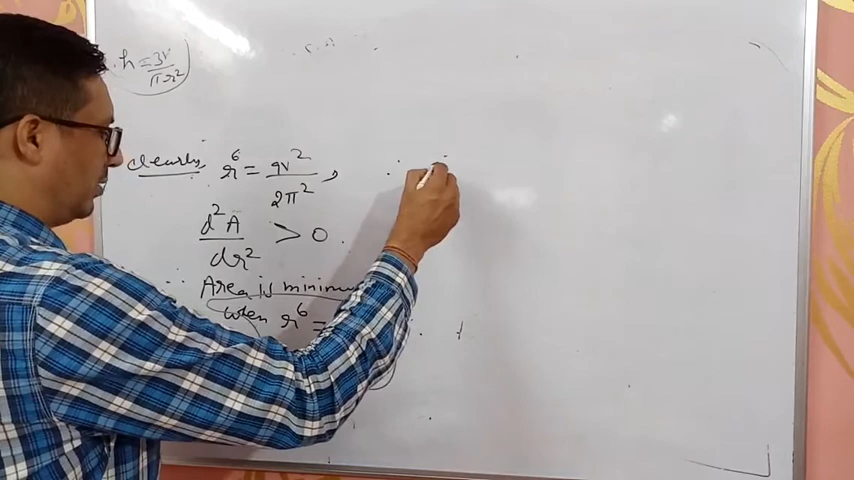 ∴ h = 3V/πr²
clearly, r⁶ = 9V²/2π²,
d²A/dr² > 0.
∴ Area is minimum
when r⁶ =
∴